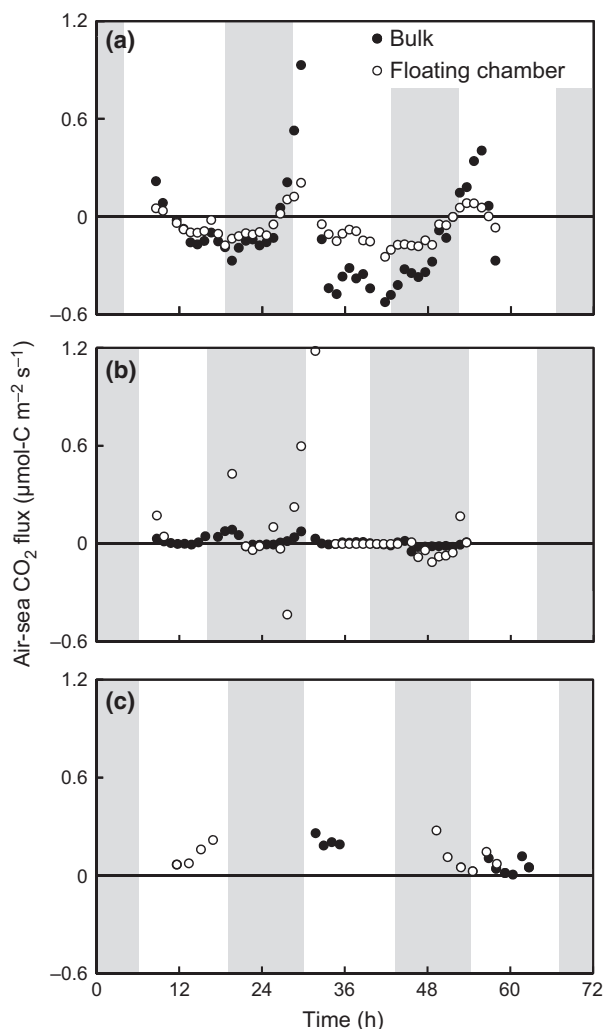 1.2
(a)
Bulk
Floating chamber
0.6
0
–0.6
1.2
(b)
0.6
0
–0.6
1.2
(c)
0.6
0
–0.6
Air-sea CO2 flux (µmol-C m−2 s−1)
0 12 24 36 48 60 72
Time (h)